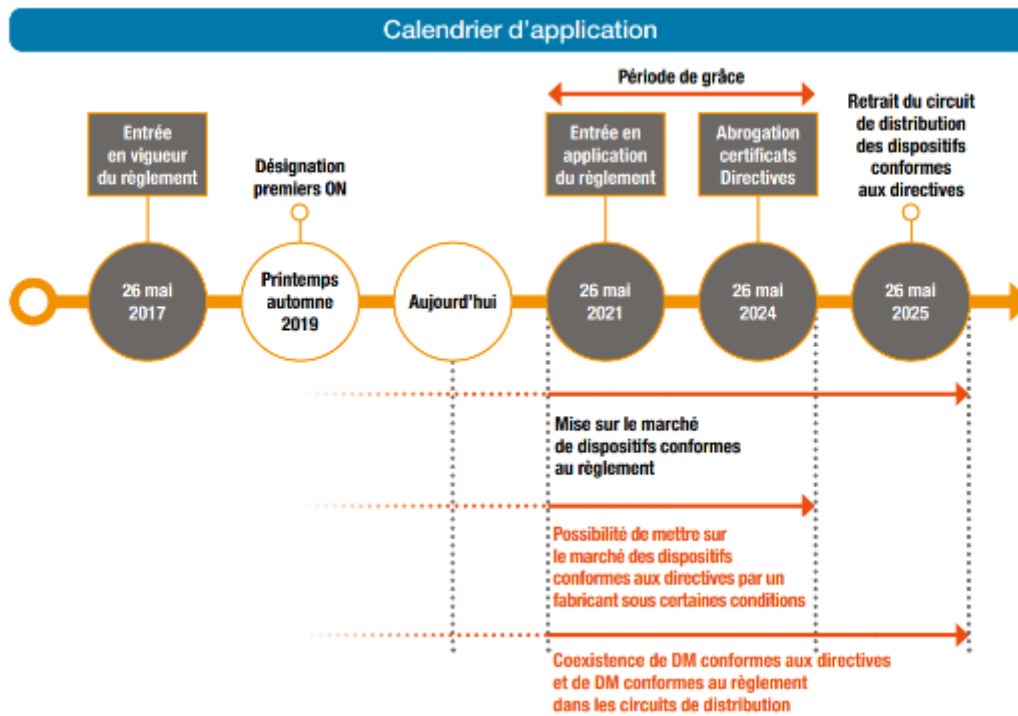 Calendrier d'application
Période de grâce
Entrée
en vigueur
du règlement
Désignation
premiers ON
Entrée en
application
du règlement
Abrogation
certificats
Directives
Retrait du circuit
de distribution
des dispositifs
conformes
aux directives
26 mai
2017
Printemps
automne
2019
Aujourd'hui
26 mai
2021
26 mai
2024
26 mai
2025
Mise sur le marché
de dispositifs conformes
au règlement
Possibilité de mettre sur
le marché des dispositifs
conformes aux directives par un
fabricant sous certaines conditions
Coexistence de DM conformes aux directives
et de DM conformes au règlement
dans les circuits de distribution